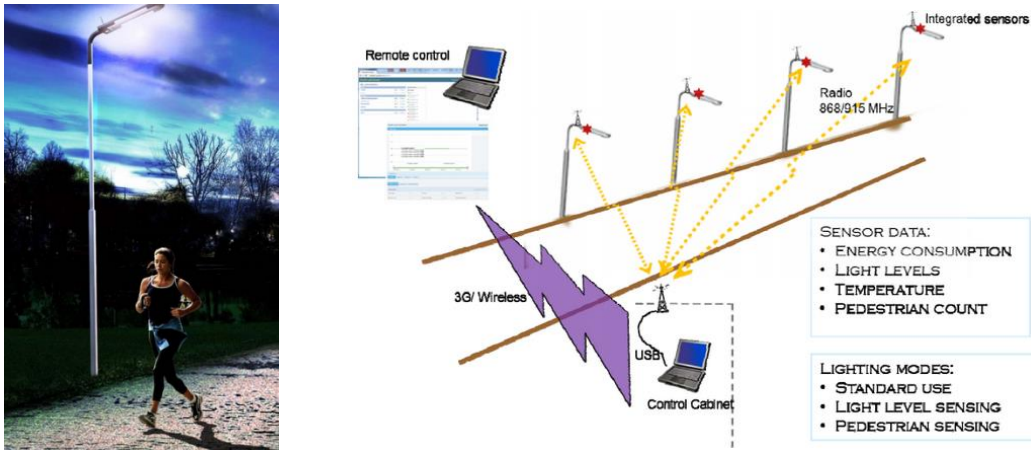 Remote control
Integrated sensors
Radio
868/915 MHz
3G/ Wireless
USB
Control Cabinet
SENSOR DATA:
• ENERGY CONSUMPTION
• LIGHT LEVELS
• TEMPERATURE
• PEDESTRIAN COUNT
LIGHTING MODES:
• STANDARD USE
• LIGHT LEVEL SENSING
• PEDESTRIAN SENSING